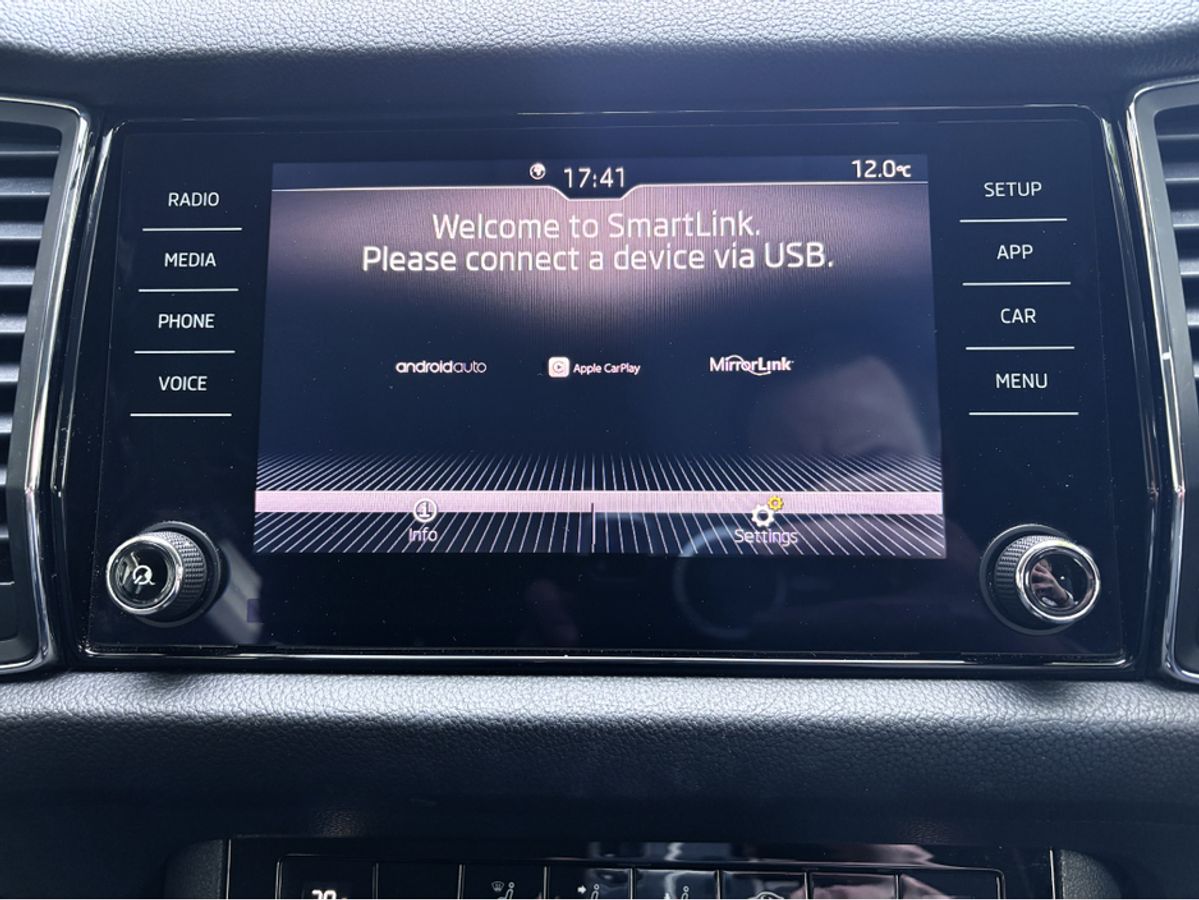 17:41
12.0°C
RADIO
MEDIA
PHONE
VOICE
Welcome to SmartLink.
Please connect a device via USB.
androidauto
Apple CarPlay
MirrorLink
Info
Settings
SETUP
APP
CAR
MENU